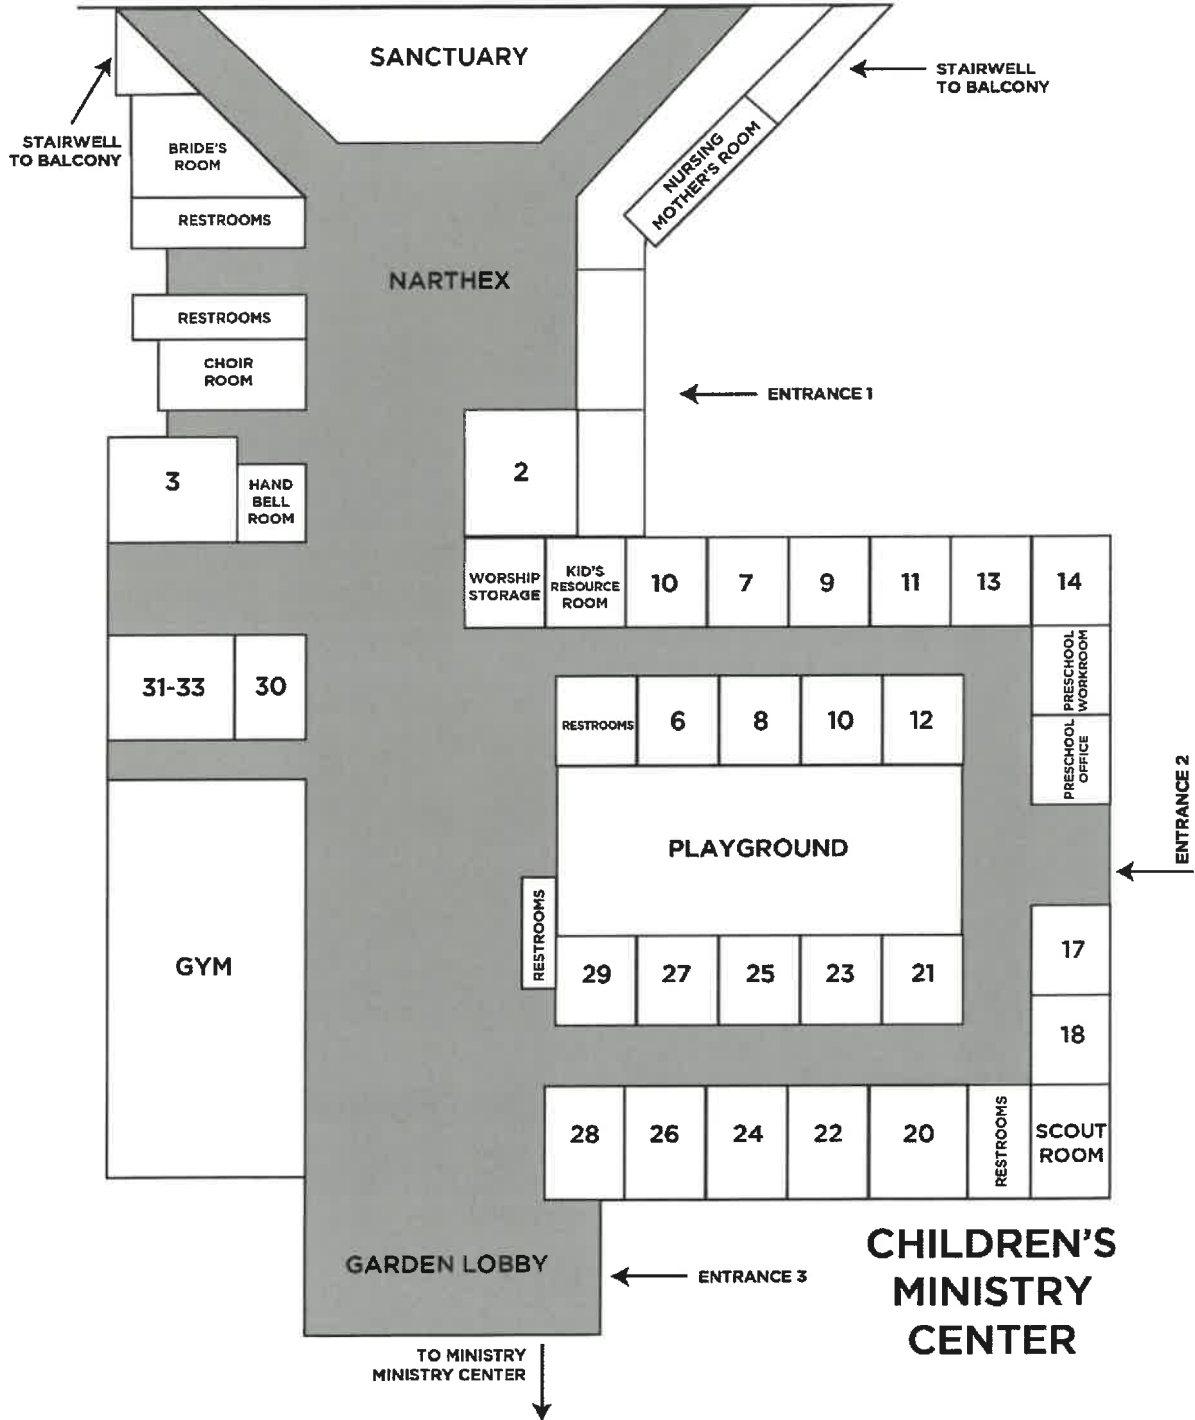 SANCTUARY
STAIRWELL
TO BALCONY
STAIRWELL
TO BALCONY
BRIDE'S
ROOM
NURSING
MOTHER'S ROOM
RESTROOMS
NARTHEX
RESTROOMS
CHOIR
ROOM
ENTRANCE 1
3
HAND
BELL
ROOM
2
WORSHIP
STORAGE
KID'S
RESOURCE
ROOM
10
7
9
11
13
14
31-33
30
PRESCHOOL
WORKROOM
RESTROOMS
6
8
10
12
PRESCHOOL
OFFICE
ENTRANCE 2
PLAYGROUND
RESTROOMS
GYM
29
27
25
23
21
17
18
28
26
24
22
20
RESTROOMS
SCOUT
ROOM
GARDEN LOBBY
ENTRANCE 3
CHILDREN'S
MINISTRY
CENTER
TO MINISTRY
MINISTRY CENTER